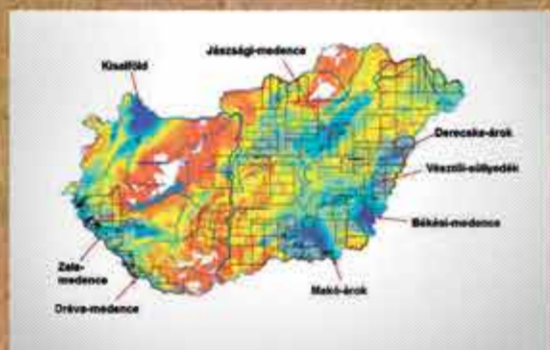 Jászsági-medence
Kisalföld
Derecske-árok
Vésztői-süllyedék
Békési-medence
Zala-
medence
Makó-árok
Dráva-medence